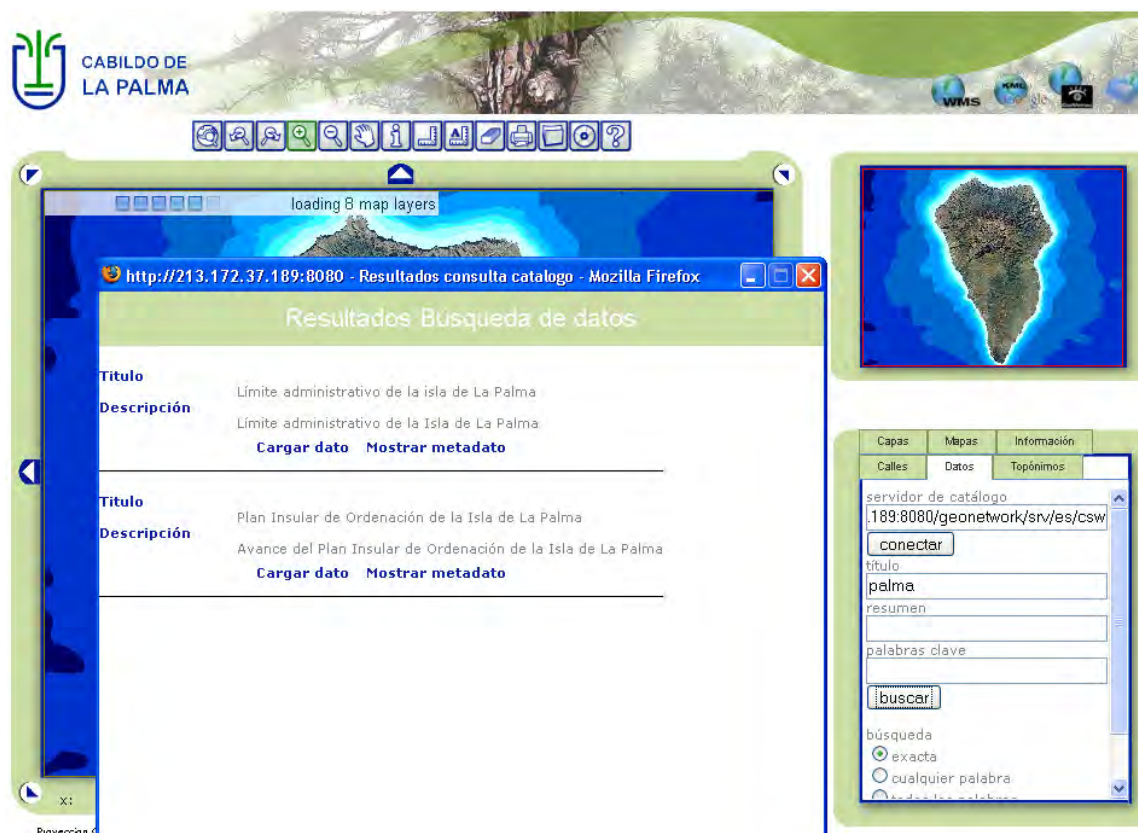 CABILDO DE
LA PALMA
WMS
KML
loading 8 map layers
http://213.172.37.189:8080 - Resultados consulta catalogo - Mozilla Firefox
Resultados Búsqueda de datos
Titulo
Límite administrativo de la isla de La Palma
Descripción
Límite administrativo de la Isla de La Palma
Cargar dato Mostrar metadato
Titulo
Plan Insular de Ordenación de la Isla de La Palma
Descripción
Avance del Plan Insular de Ordenación de la Isla de La Palma
Cargar dato Mostrar metadato
Capas Mapas Información
Calles Datos Topónimos
servidor de catálogo
.189:8080/geonetwork/srv/es/csw
conectar
título
palma
resumen
palabras clave
buscar
búsqueda
exacta
cualquier palabra
x: